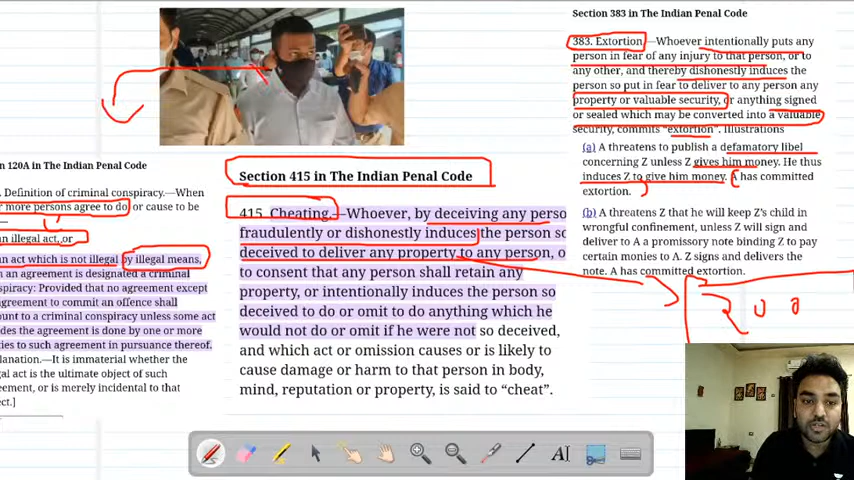 Section 383 in The Indian Penal Code
383. Extortion—Whoever intentionally puts any
person in fear of any injury to that person, or to
any other, and thereby dishonestly induces the
person so put in fear to deliver to any person any
property or valuable security, or anything signed
or sealed which may be converted into a valuable
security, commits “extortion”. Illustrations
(a) A threatens to publish a defamatory libel
concerning Z unless Z gives him money. He thus
induces Z to give him money. A has committed
extortion.
(b) A threatens Z that he will keep Z’s child in
wrongful confinement, unless Z will sign and
deliver to A a promissory note binding Z to pay
certain monies to A. Z signs and delivers the
note. A has committed extortion.
n 120A in The Indian Penal Code
. Definition of criminal conspiracy.—When
r more persons agree to do, or cause to be
—
n illegal act, or
an act which is not illegal by illegal means,
n an agreement is designated a criminal
spiracy: Provided that no agreement except
agreement to commit an offence shall
ount to a criminal conspiracy unless some act
des the agreement is done by one or more
ties to such agreement in pursuance thereof.
lanation.—It is immaterial whether the
gal act is the ultimate object of such
eement, or is merely incidental to that
ect.]
Section 415 in The Indian Penal Code
415. Cheating.—Whoever, by deceiving any perso
fraudulently or dishonestly induces the person so
deceived to deliver any property to any person, o
to consent that any person shall retain any
property, or intentionally induces the person so
deceived to do or omit to do anything which he
would not do or omit if he were not so deceived,
and which act or omission causes or is likely to
cause damage or harm to that person in body,
mind, reputation or property, is said to “cheat”.
AI